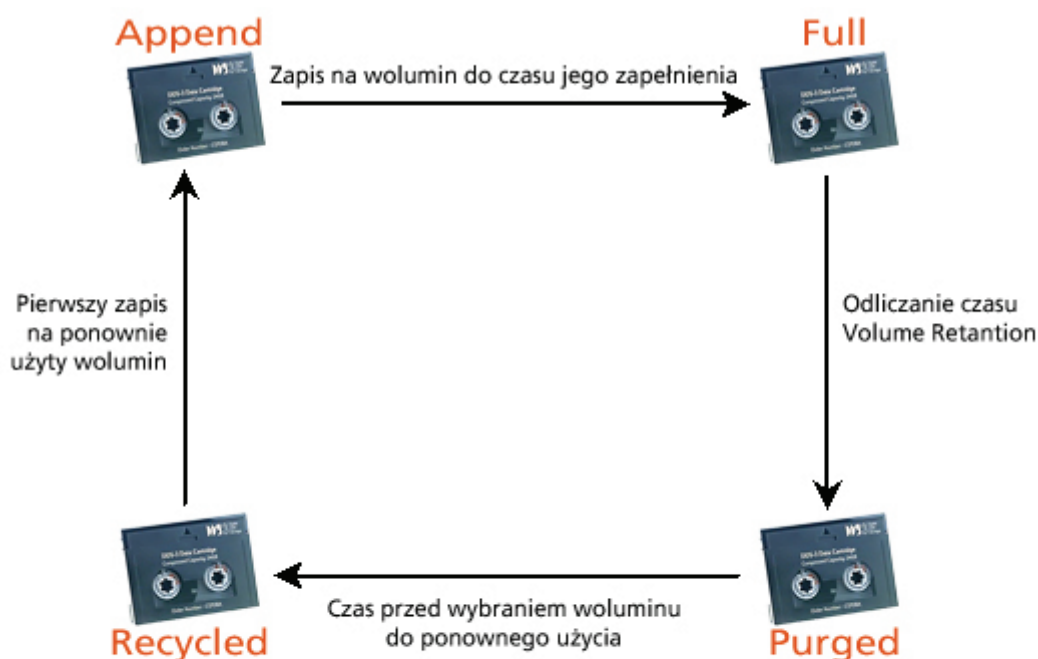 Append
Full
Zapis na wolumin do czasu jego zapełnienia
Pierwszy zapis
na ponownie
użyty wolumin
Odliczanie czasu
Volume Retantion
Czas przed wybraniem woluminu
do ponownego użycia
Recycled
Purged